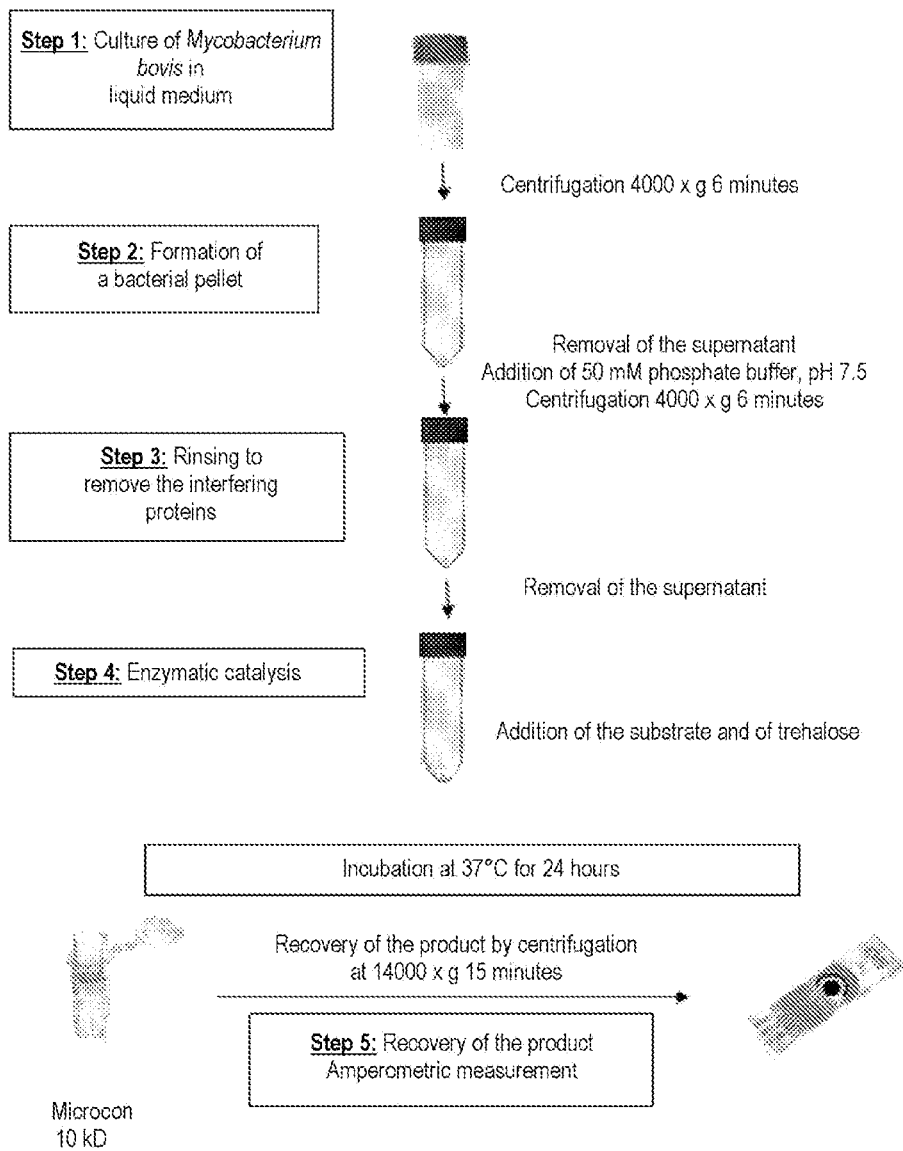 Step 1: Culture of Mycobacterium
bovis in
liquid medium
Centrifugation 4000 x g 6 minutes
Step 2: Formation of
a bacterial pellet
Removal of the supernatant
Addition of 50 mM phosphate buffer, pH 7.5
Centrifugation 4000 x g 6 minutes
Step 3: Rinsing to
remove the interfering
proteins
Removal of the supernatant
Step 4: Enzymatic catalysis
Addition of the substrate and of trehalose
Incubation at 37°C for 24 hours
Recovery of the product by centrifugation
at 14000 x g 15 minutes
Step 5: Recovery of the product
Amperometric measurement
Microcon
10 kD